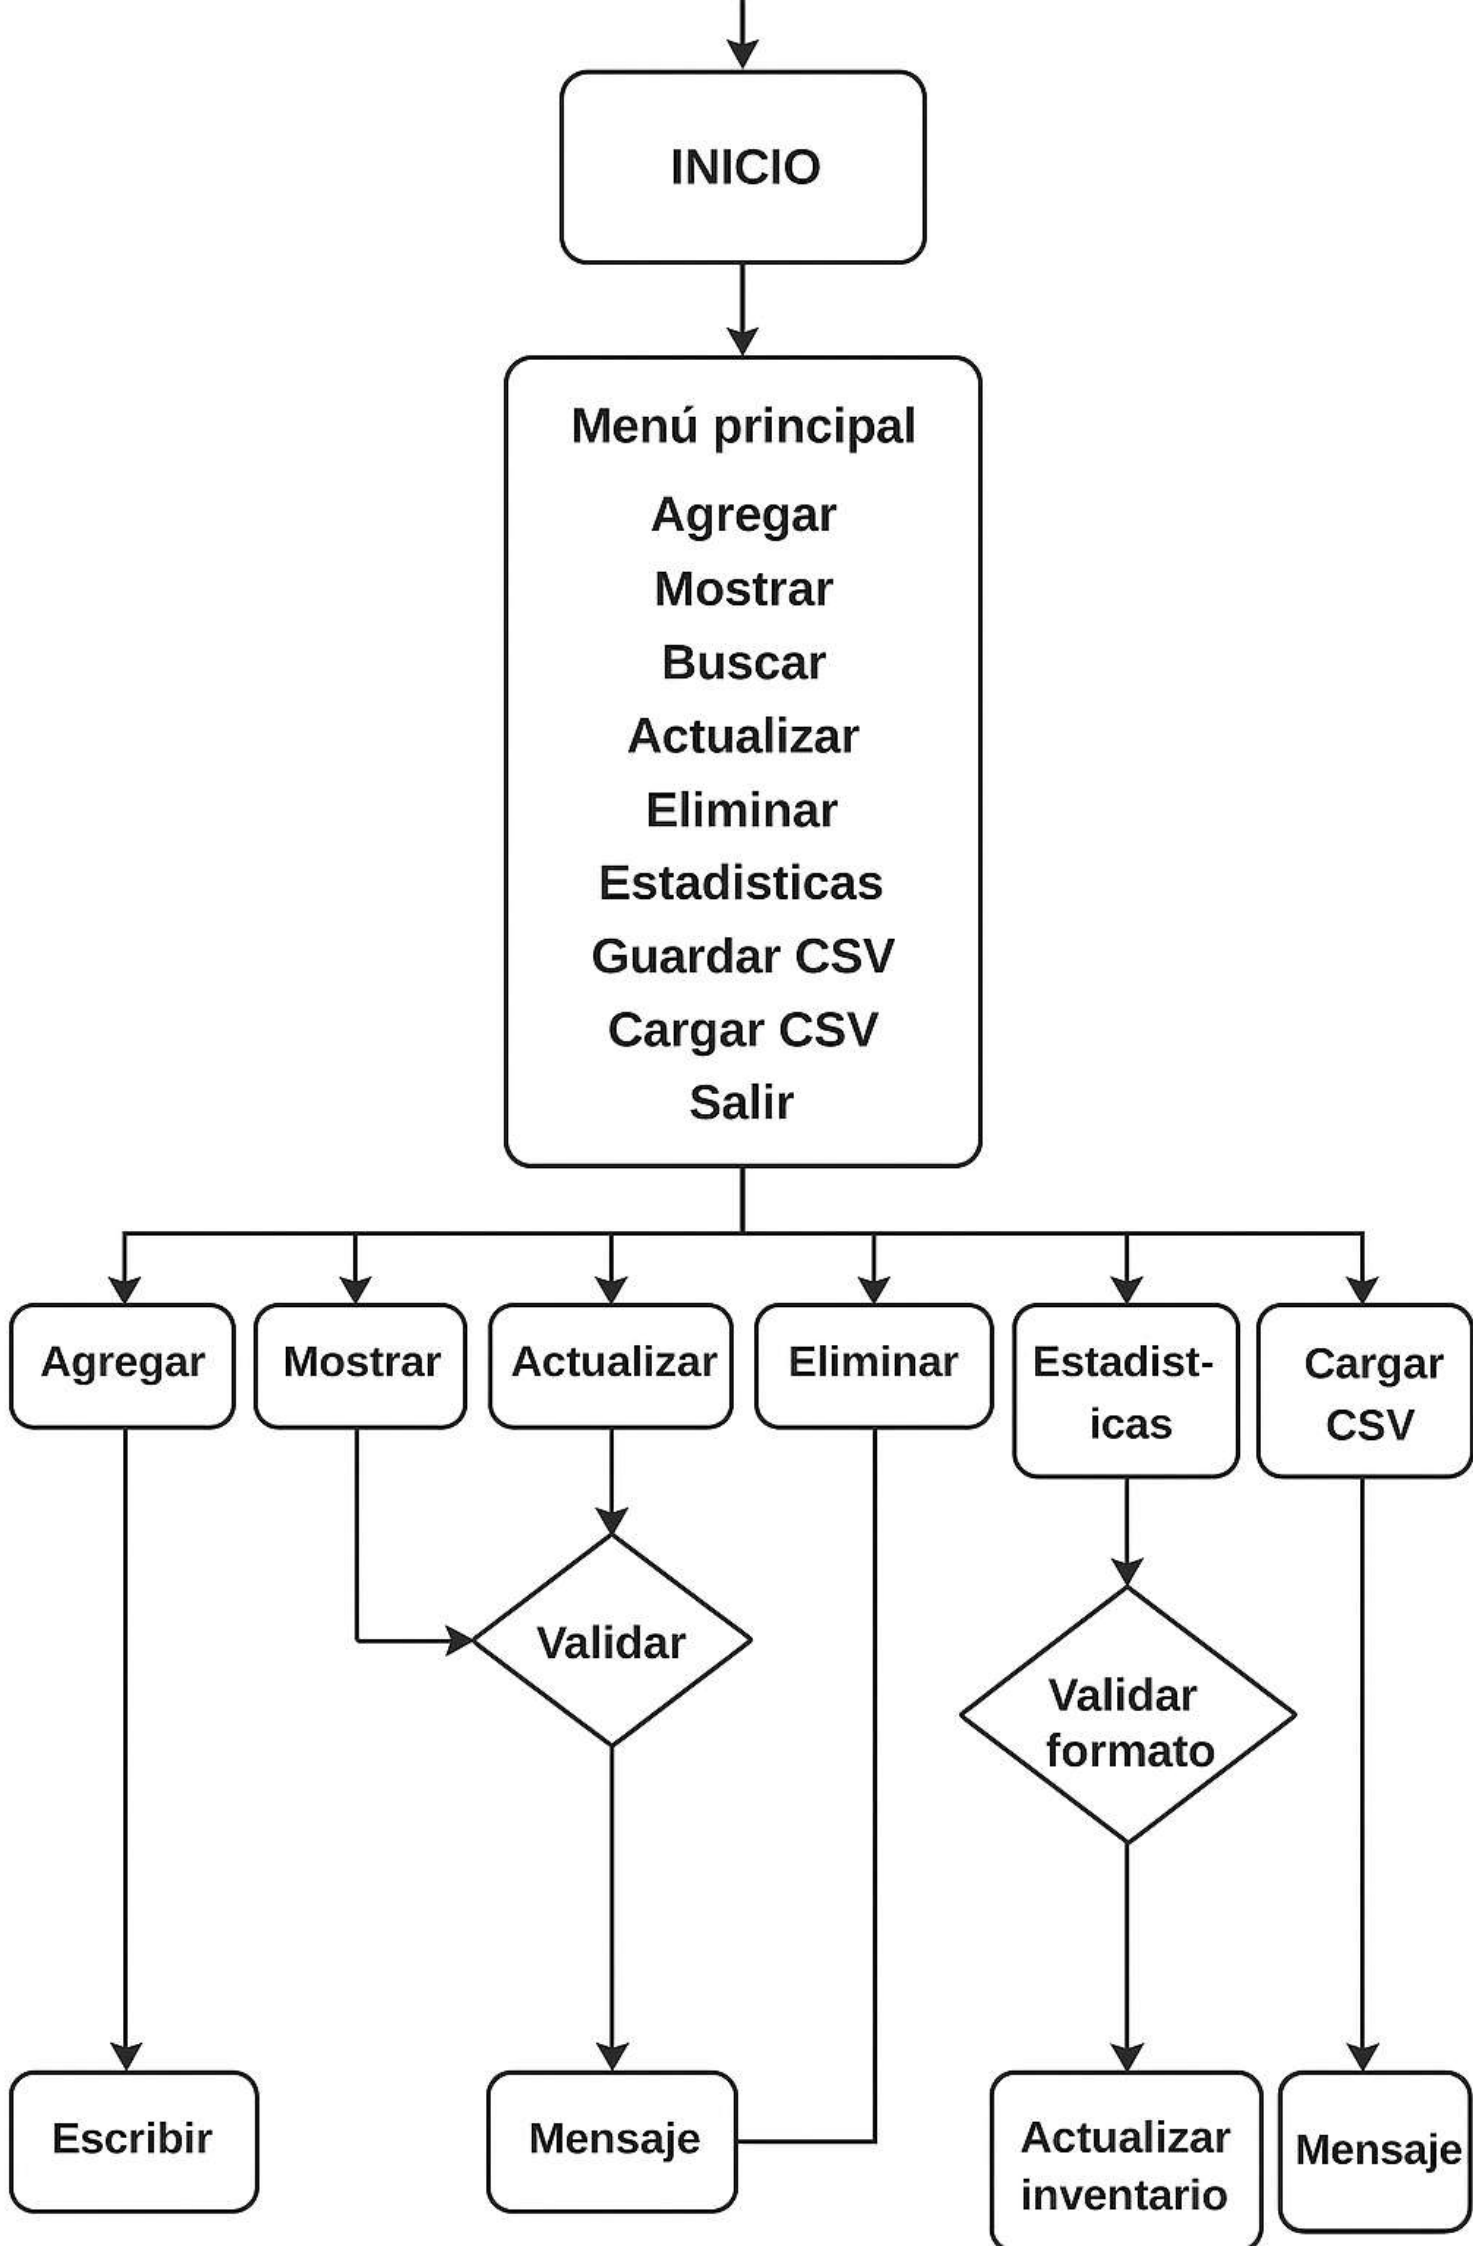 INICIO
Menú principal
Agregar
Mostrar
Buscar
Actualizar
Eliminar
Estadisticas
Guardar CSV
Cargar CSV
Salir
Agregar
Mostrar
Actualizar
Eliminar
Estadist-
icas
Cargar
CSV
Validar
Validar
formato
Escribir
Mensaje
Actualizar
inventario
Mensaje